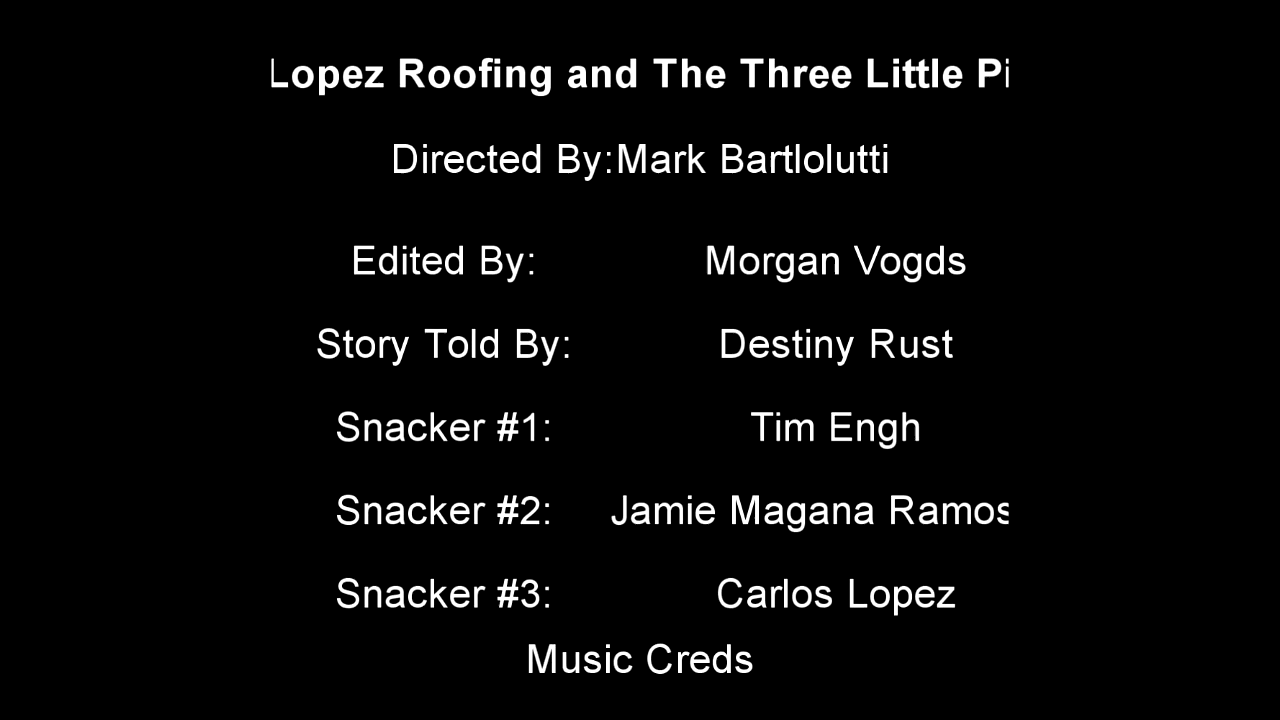 Lopez Roofing and The Three Little Pi
Directed By:Mark Bartlolutti
Edited By: Morgan Vogds
Story Told By: Destiny Rust
Snacker #1: Tim Engh
Snacker #2: Jamie Magana Ramos
Snacker #3: Carlos Lopez
Music Creds